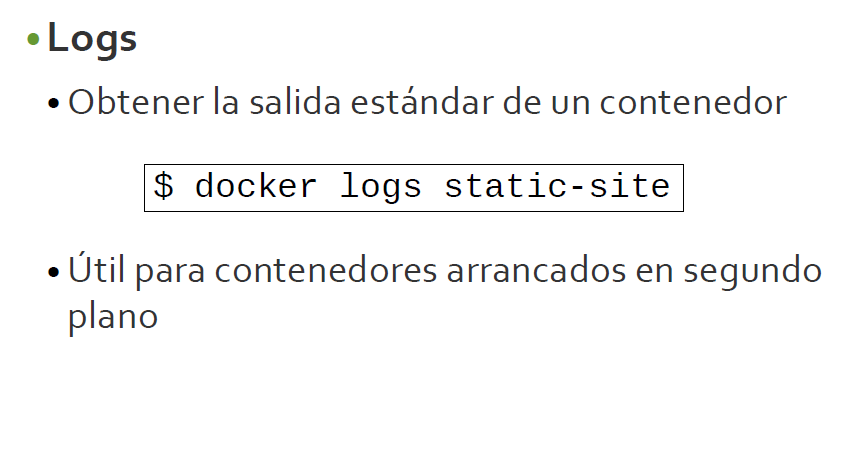 • Logs
• Obtener la salida estándar de un contenedor
$ docker logs static-site
• Útil para contenedores arrancados en segundo
plano